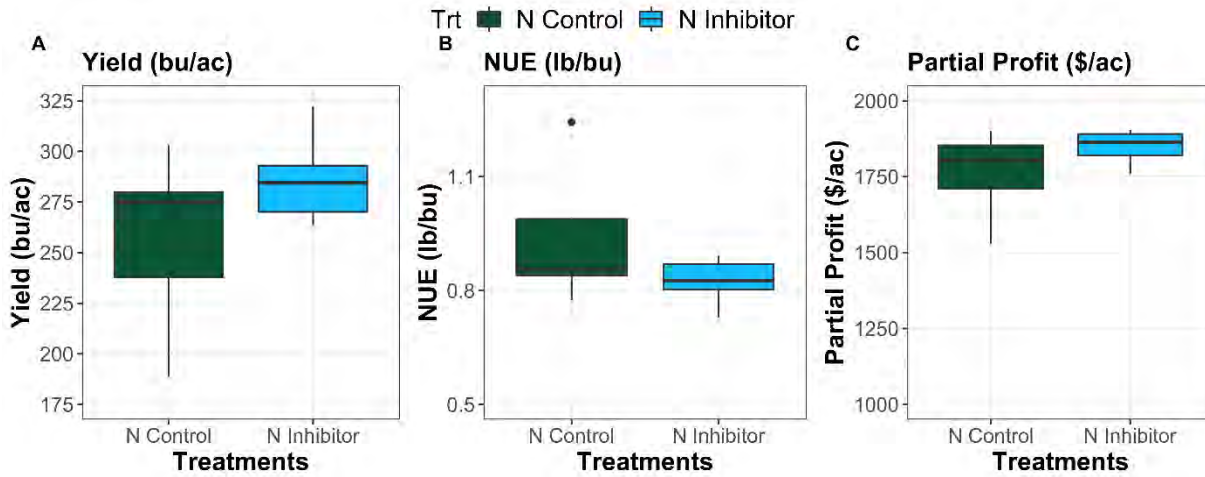 Trt N Control N Inhibitor
A B C
Yield (bu/ac) NUE (lb/bu) Partial Profit ($/ac)
Yield (bu/ac)
325
300
275
250
225
200
175
N Control N Inhibitor
Treatments
NUE (lb/bu)
1.1
0.8
0.5
N Control N Inhibitor
Treatments
Partial Profit ($/ac)
2000
1750
1500
1250
1000
N Control N Inhibitor
Treatments